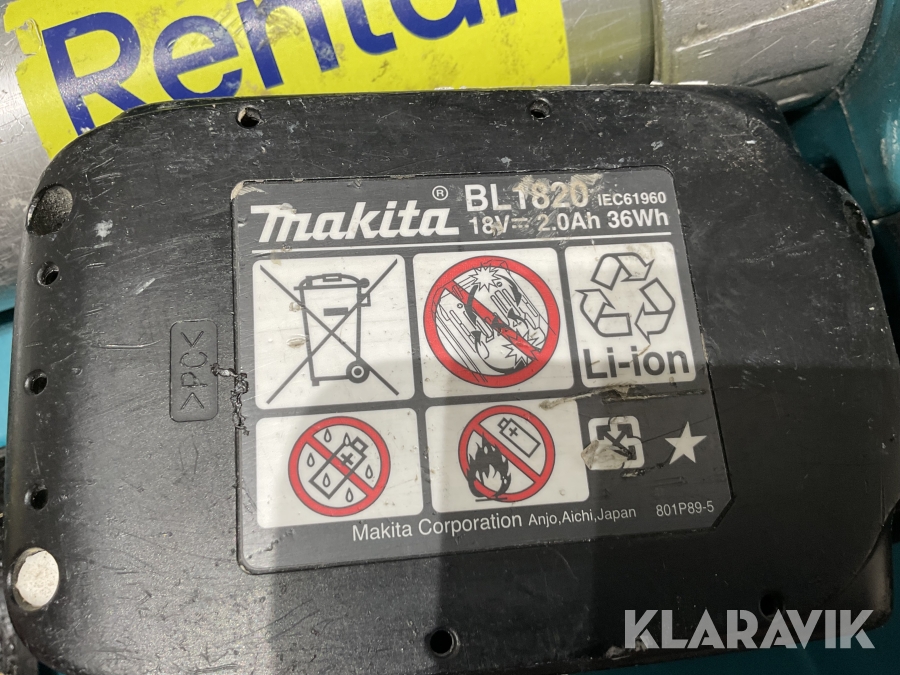 Rental
makita ® BL1820 IEC61960
18V⎓ 2.0Ah 36Wh
Li-ion
>PC<
Makita Corporation Anjo,Aichi,Japan 801P89-5
KLARAVIK